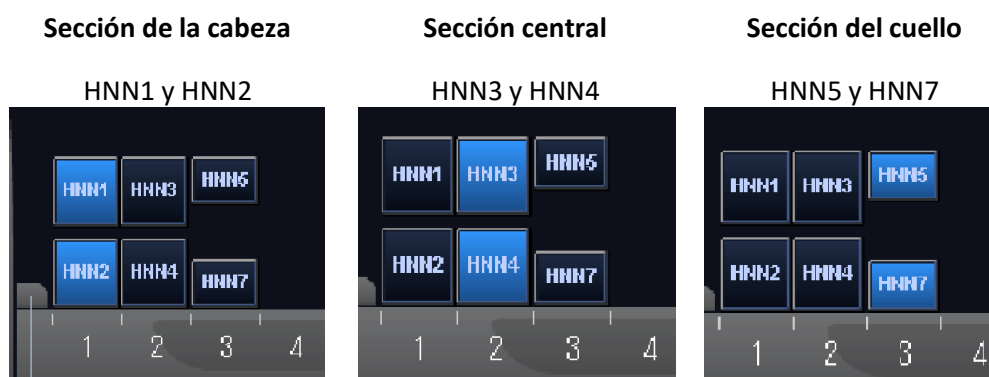 Sección de la cabeza
HNN1 y HNN2
HNN1 HNN3 HNN5
HNN2 HNN4 HNN7
1 2 3 4
Sección central
HNN3 y HNN4
HNN1 HNN3 HNN5
HNN2 HNN4 HNN7
1 2 3 4
Sección del cuello
HNN5 y HNN7
HNN1 HNN3 HNN5
HNN2 HNN4 HNN7
1 2 3 4